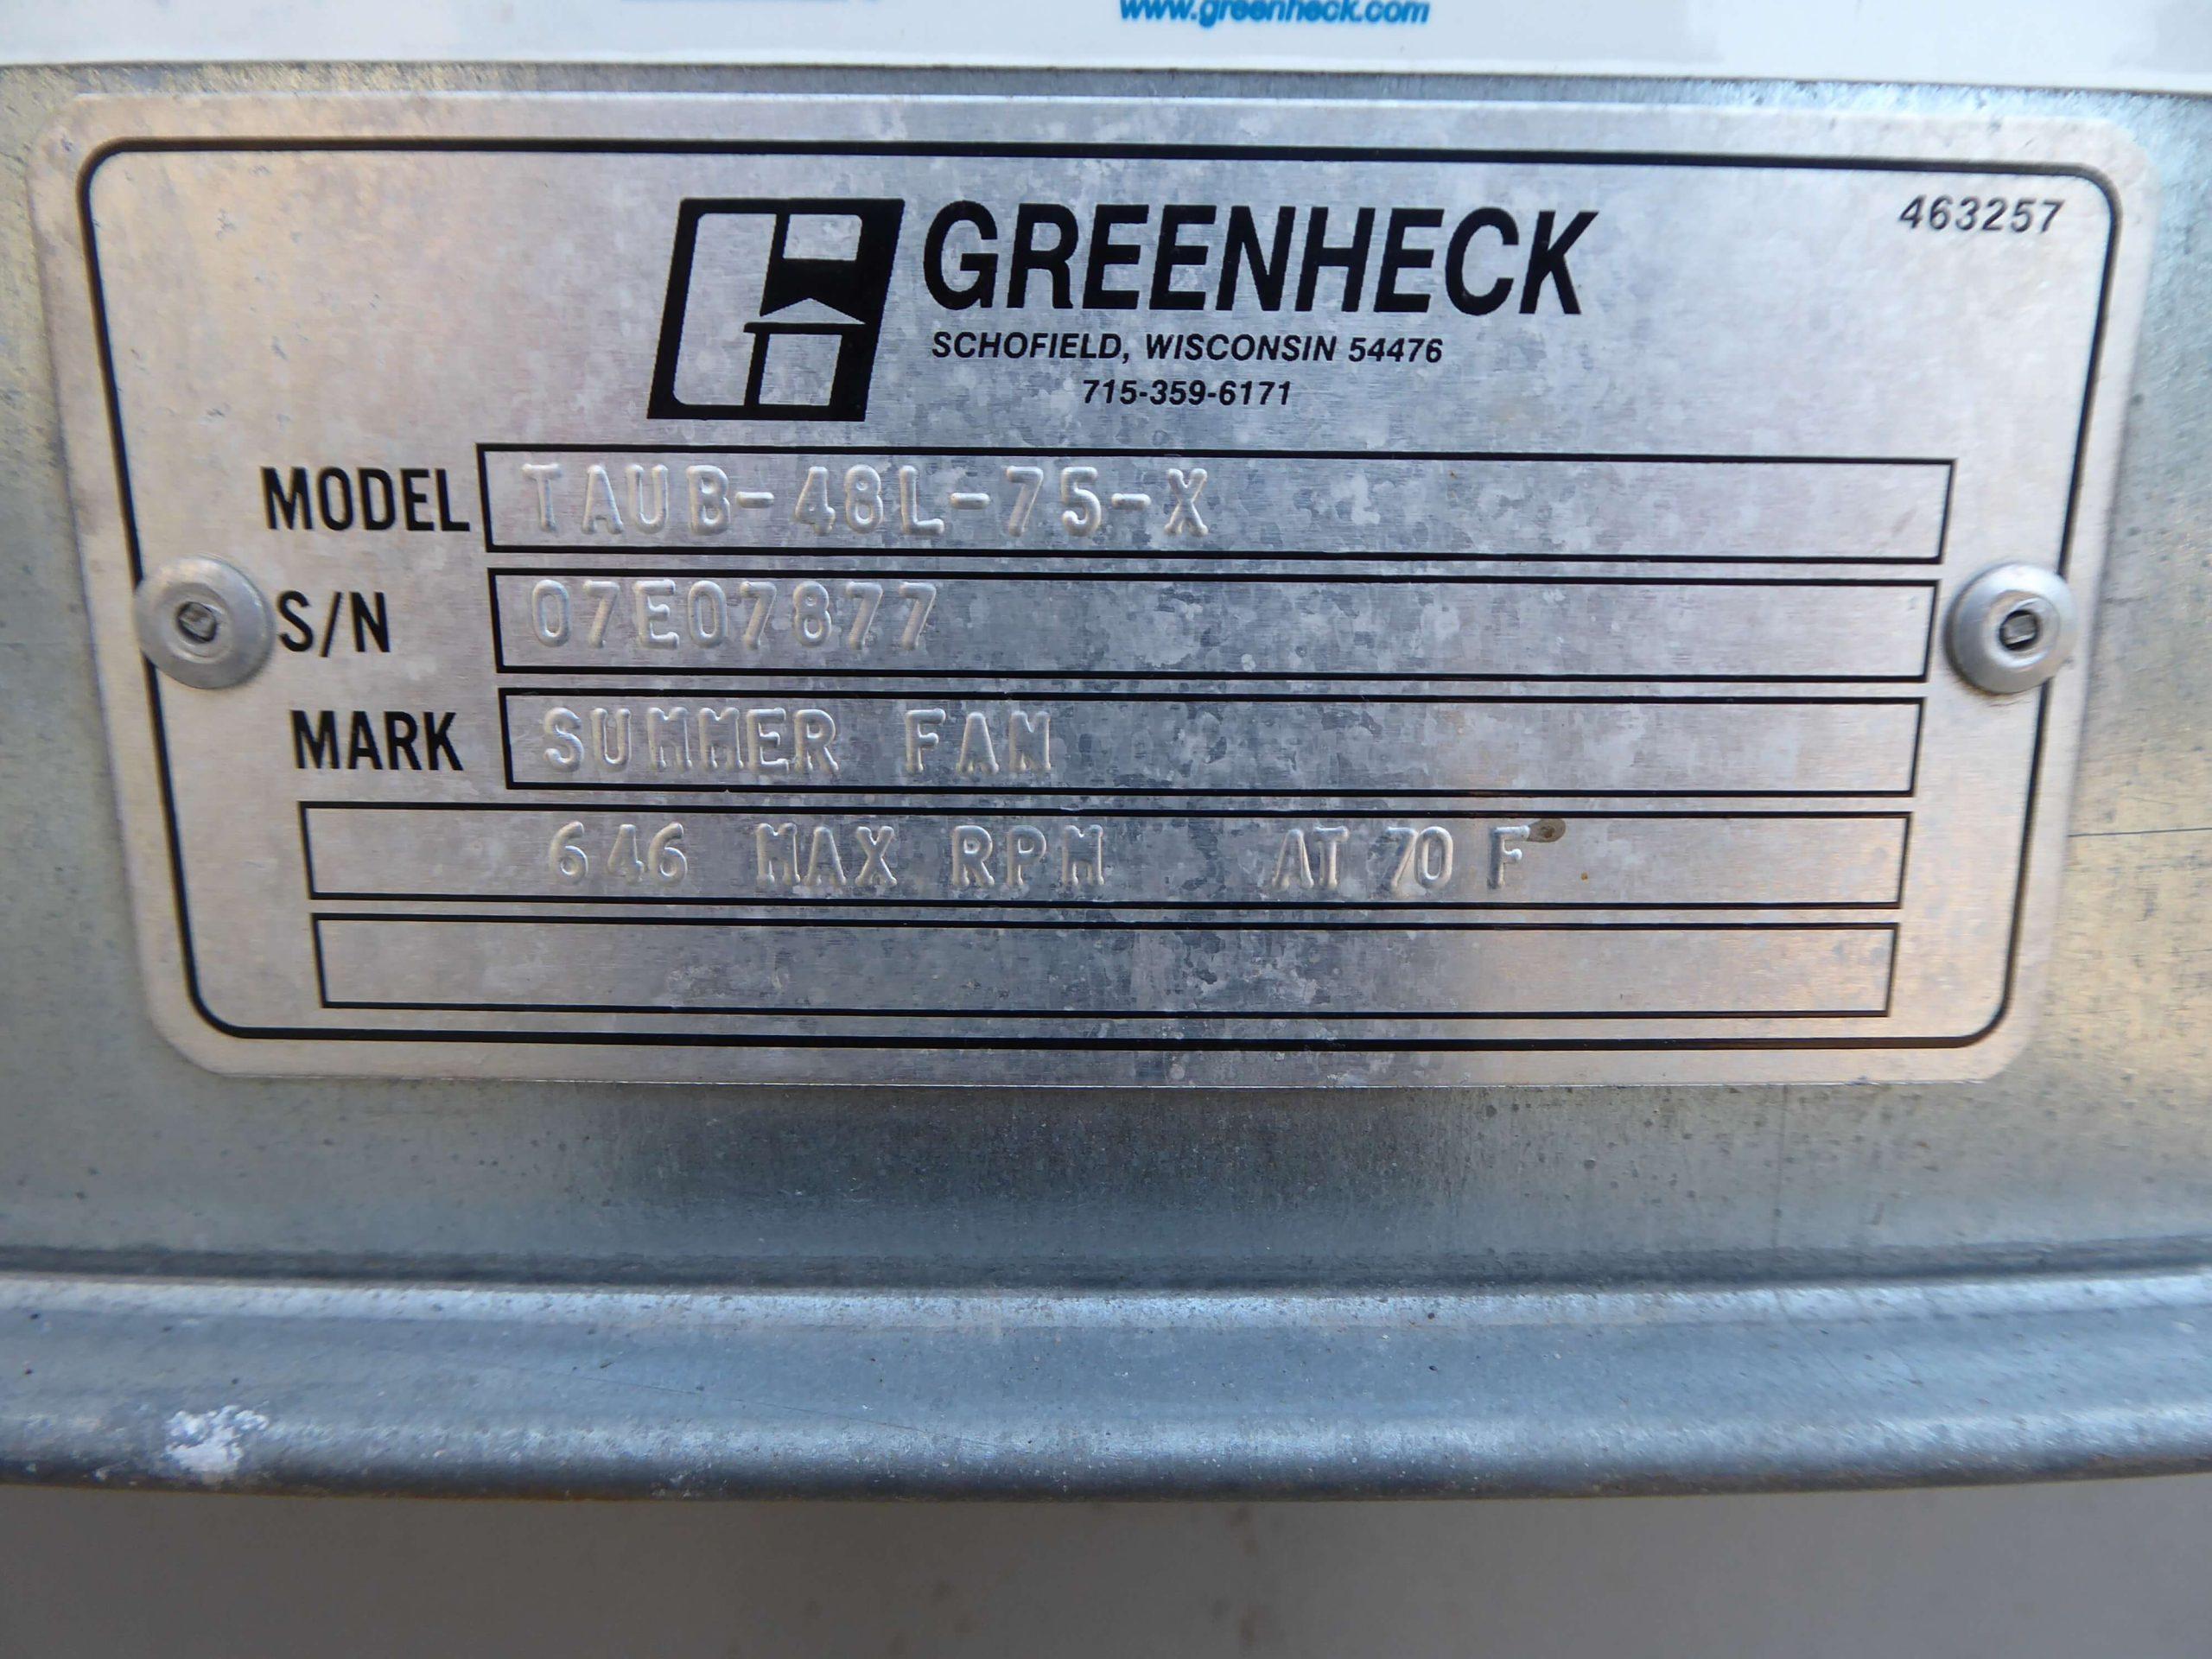 www.greenheck.com
463257
GREENHECK
SCHOFIELD, WISCONSIN 54476
715-359-6171
MODEL TAUB-48L-75-X
S/N 07E07877
MARK SUMMER FAN
646 MAX RPM AT 70 F